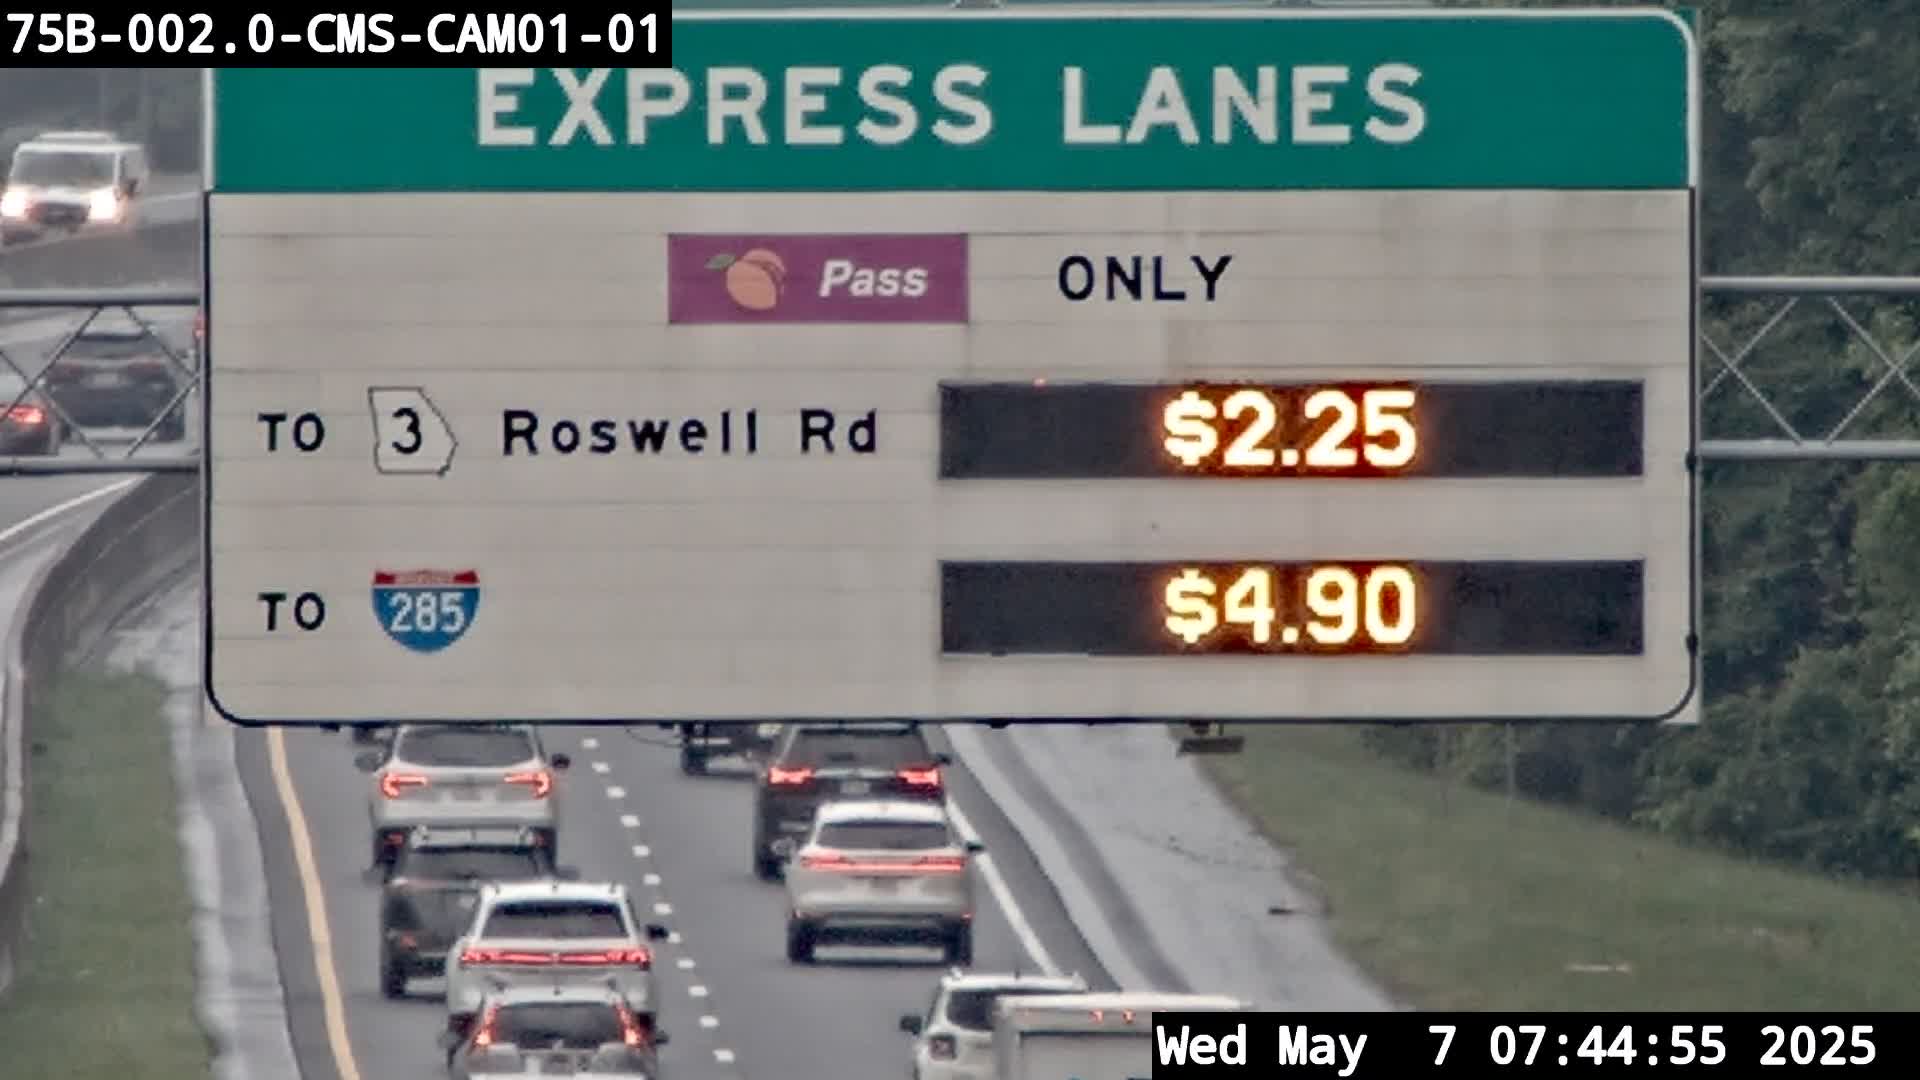 75B-002.0-CMS-CAM01-01
EXPRESS LANES
Pass ONLY
TO 3 Roswell Rd $2.25
TO 285 $4.90
Wed May 7 07:44:55 2025